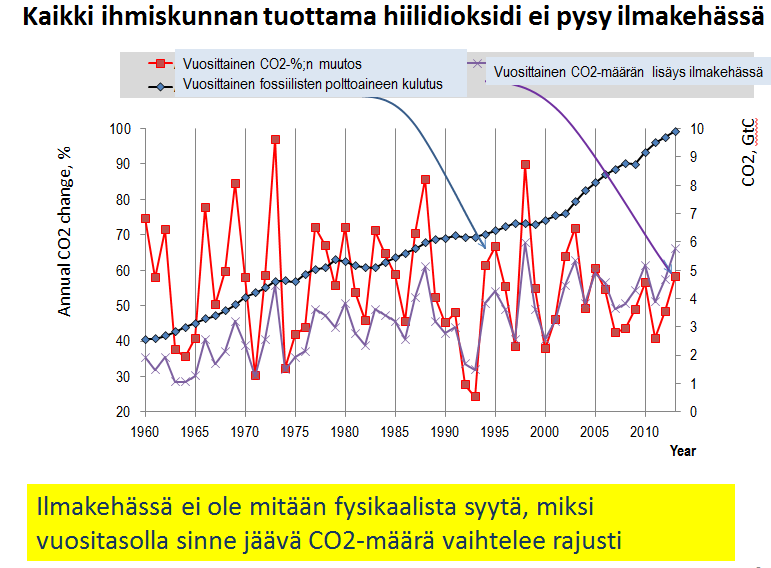 Kaikki ihmiskunnan tuottama hiilidioksidi ei pysy ilmakehässä
Vuosittainen CO2-%;n muutos
Vuosittainen fossiilisten polttoaineen kulutus
Vuosittainen CO2-määrän lisäys ilmakehässä
Annual CO2 change, %
100
90
80
70
60
50
40
30
20
CO2, GtC
10
9
8
7
6
5
4
3
2
1
0
1960 1965 1970 1975 1980 1985 1990 1995 2000 2005 2010
Year
Ilmakehässä ei ole mitään fysikaalista syytä, miksi
vuositasolla sinne jäävä CO2-määrä vaihtelee rajusti